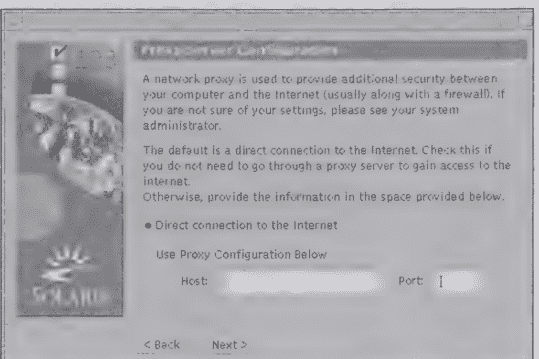 Proxy Server Configuration
A network proxy is used to provide additional security between
your computer and the Internet (usually along with a firewall). If
you are not sure of your settings, please see your system
administrator.
The default is a direct connection to the Internet. Check this if
you do not need to go through a proxy server to gain access to the
internet.
Otherwise, provide the information in the space provided below.
Direct connection to the Internet
Use Proxy Configuration Below
Host: Port:
SOLARIS
< Back Next >